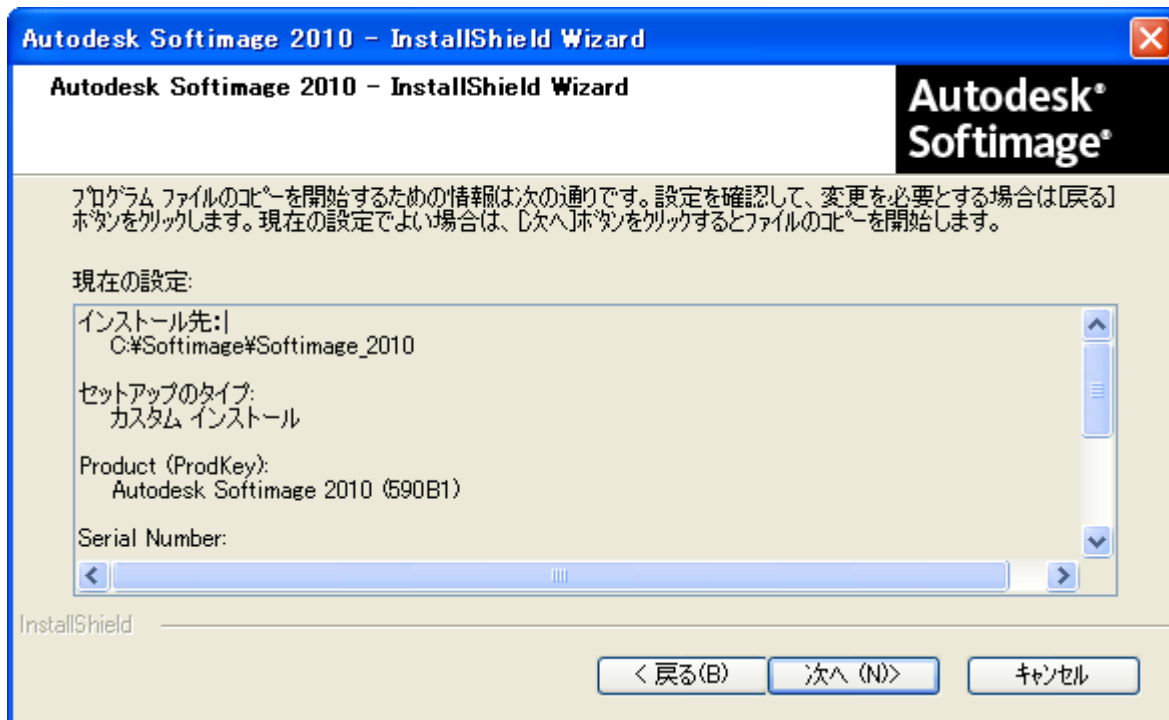 Autodesk Softimage 2010 - InstallShield Wizard
Autodesk Softimage 2010 - InstallShield Wizard
Autodesk®
Softimage®
プログラム ファイルのコピーを開始するための情報は次の通りです。設定を確認して、変更を必要とする場合は[戻る]
ボタンをクリックします。現在の設定でよい場合は、[次へ]ボタンをクリックするとファイルのコピーを開始します。
現在の設定:
インストール先:
C:¥Softimage¥Softimage_2010
セットアップのタイプ:
カスタム インストール
Product (ProdKey):
Autodesk Softimage 2010 (590B1)
Serial Number:
InstallShield
< 戻る(B)
次へ (N)>
キャンセル